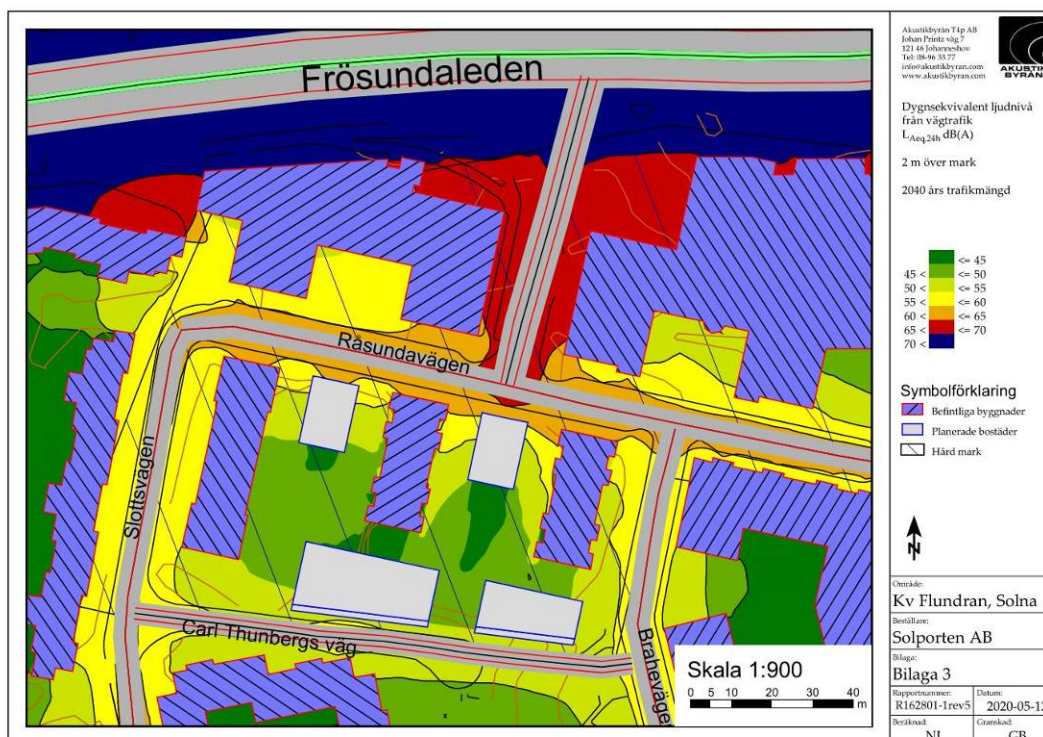 Frösundaleden
Råsundavägen
Slottsvägen
Carl Thunbergs väg
Brahevägen
Skala 1:900
0 5 10 20 30 40
m
Akustikbyrån T4p AB
Johan Printz väg 7
121 46 Johanneshov
Tel: 08-96 33 77
info@akustikbyran.com
www.akustikbyran.com
AKUSTIK
BYRÅN
Dygnsekvivalent ljudnivå
från vägtrafik
LAeq,24h dB(A)
2 m över mark
2040 års trafikmängd
<= 45
45 < <= 50
50 < <= 55
55 < <= 60
60 < <= 65
65 < <= 70
70 <
Symbolförklaring
Befintliga byggnader
Planerade bostäder
Hård mark
N
Område:
Kv Flundran, Solna
Beställare:
Solporten AB
Bilaga:
Bilaga 3
Rapportnummer: Datum:
R162801-1rev5 2020-05-12
Beräknad: Granskad: